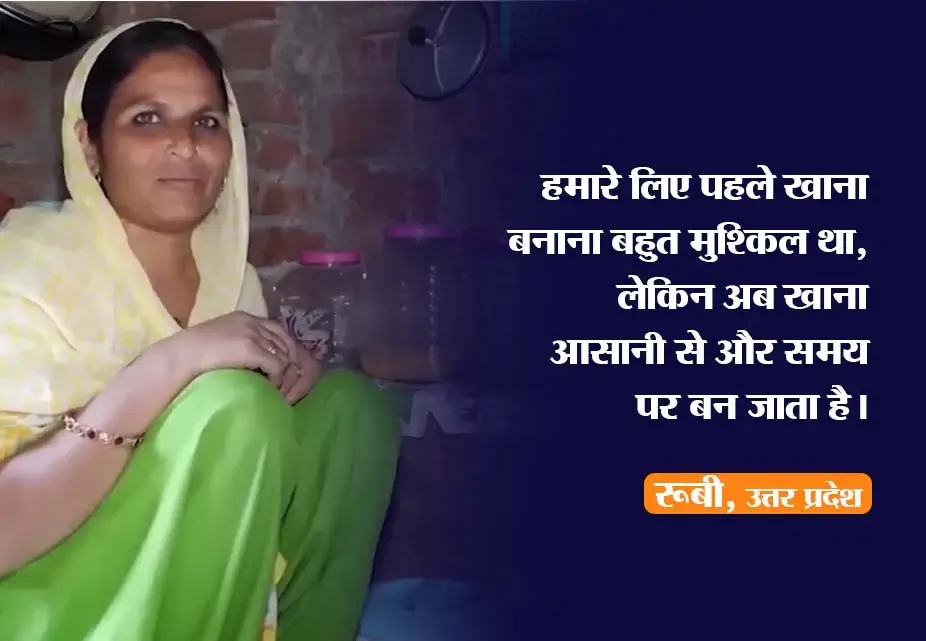 हमारे लिए पहले खाना
बनाना बहुत मुश्किल था,
लेकिन अब खाना
आसानी से और समय
पर बन जाता है।
रूबी, उत्तर प्रदेश